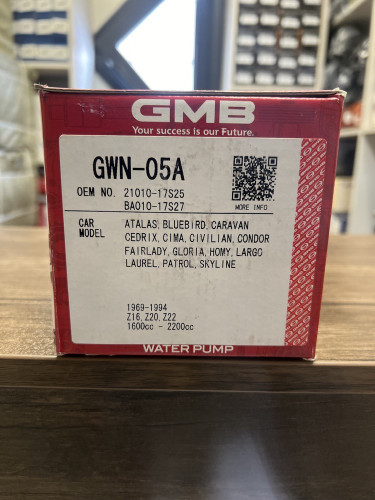 GMB
Your success is our Future.
GWN-05A
OEM NO. 21010-17S25
BA010-17S27
MORE INFO
CAR MODEL
ATALAS, BLUEBIRD, CARAVAN
CEDRIX, CIMA, CIVILIAN, CONDOR
FAIRLADY, GLORIA, HOMY, LARGO
LAUREL, PATROL, SKYLINE
1969-1994
Z16, Z20, Z22
1600cc - 2200cc
WATER PUMP